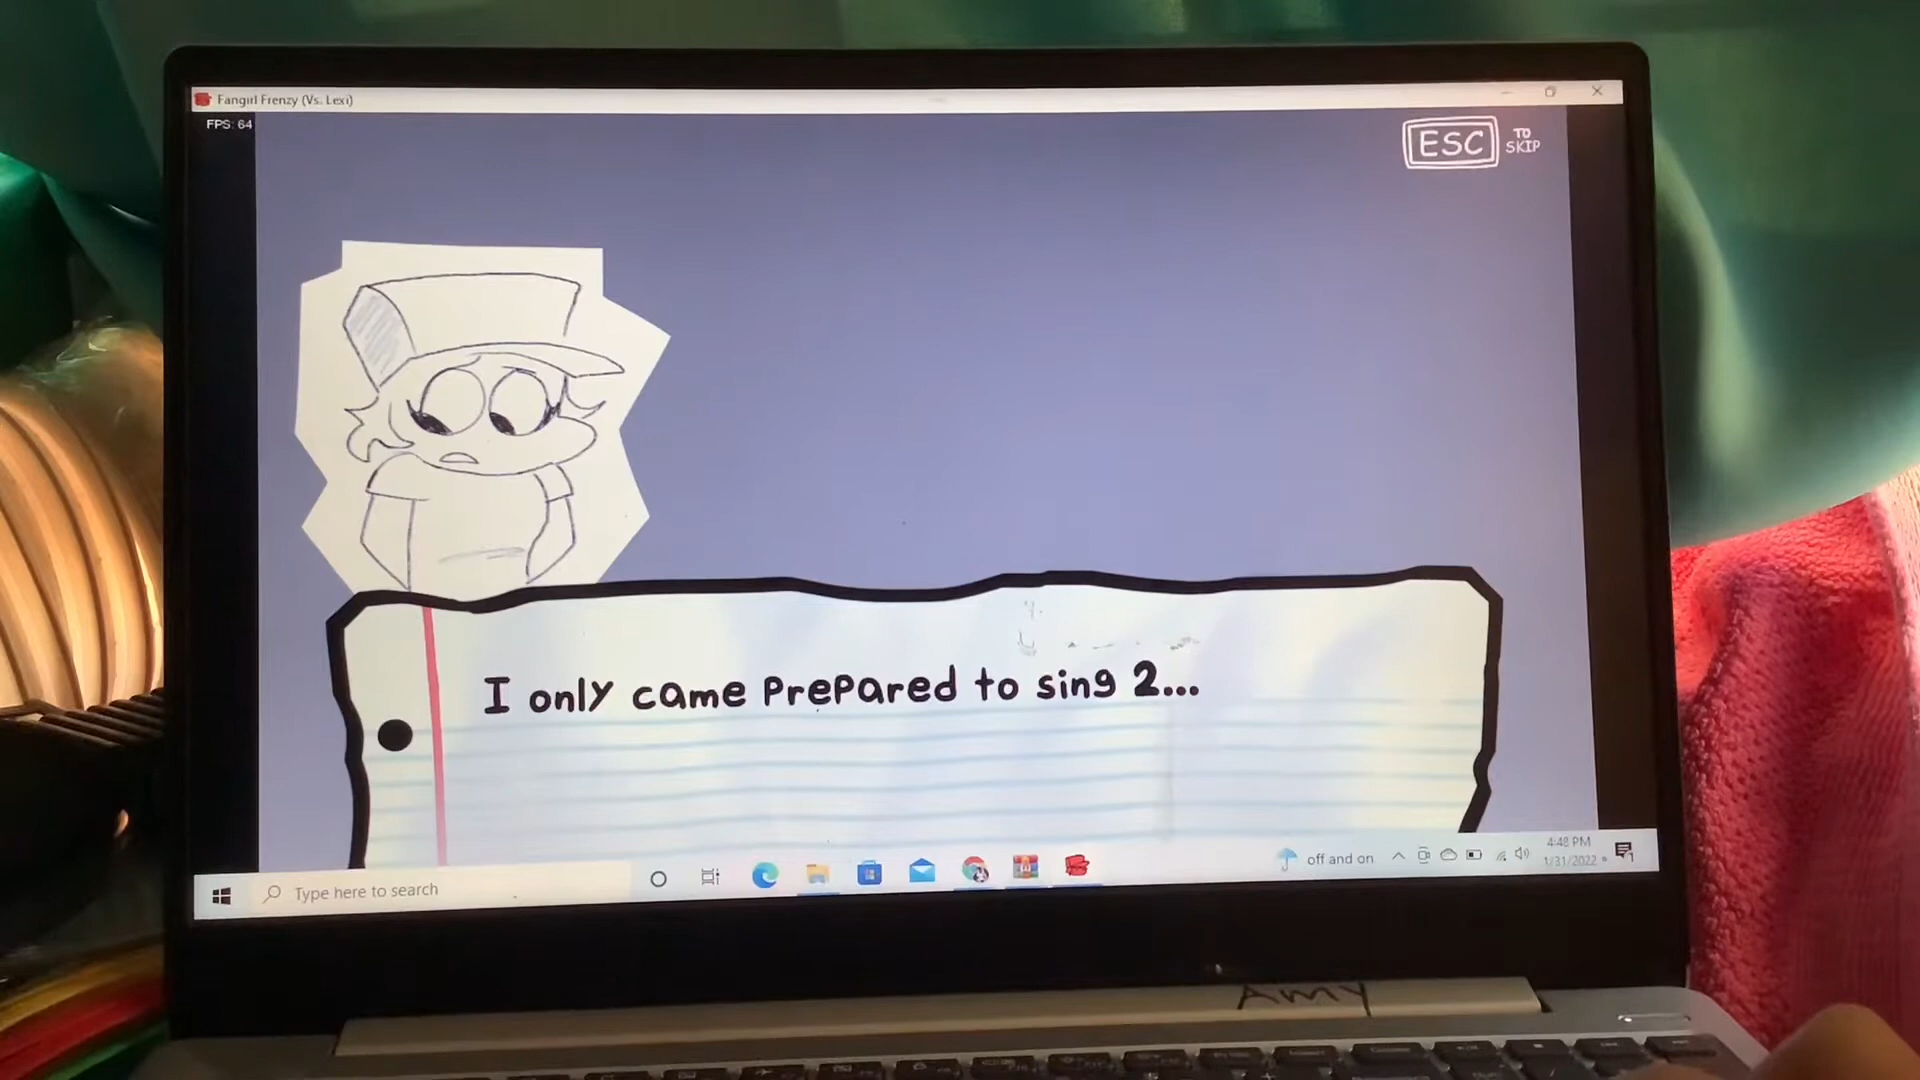 Fangirl Frenzy (Vs. Lexi)
FPS: 64
ESC TO SKIP
I only came prepared to sing 2...
off and on
4:48 PM
1/31/2022
Type here to search
AMY